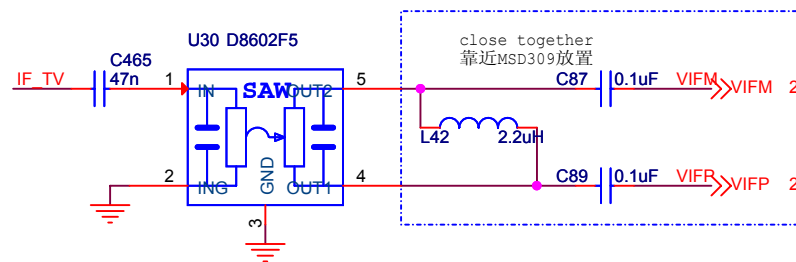 U30 D8602F5
close together
靠近MSD309放置
C465
47n
IF_TV
1
IN
SAW
OUT2
5
C87
0.1uF
VIFM
VIFM
2
L42
2.2uH
2
ING
GND
OUT1
4
C89
0.1uF
VIFP
VIFP
2
3